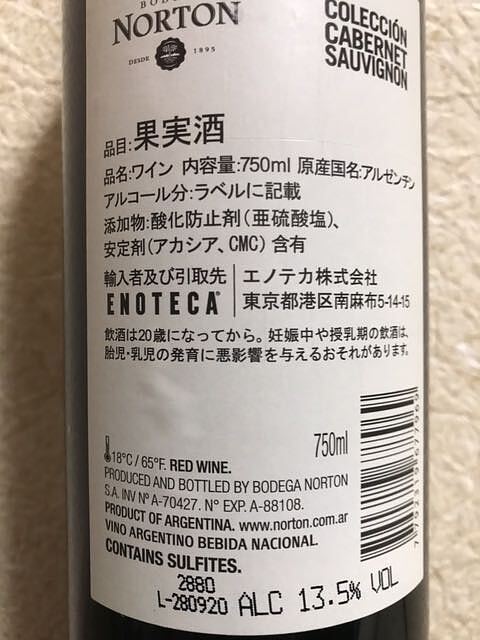 NORTON
DESDE 1895
COLECCIÓN
CABERNET
SAUVIGNON
品目:果実酒
品名:ワイン 内容量:750ml 原産国名:アルゼンチン
アルコール分:ラベルに記載
添加物:酸化防止剤(亜硫酸塩)、
安定剤(アカシア、CMC)含有
輸入者及び引取先 エノテカ株式会社
ENOTECA® 東京都港区南麻布5-14-15
飲酒は20歳になってから。妊娠中や授乳期の飲酒は、
胎児・乳児の発育に悪影響を与えるおそれがあります。
750ml
18°C/65°F. RED WINE.
PRODUCED AND BOTTLED BY BODEGA NORTON
S.A. INV Nº A-70427. N° EXP. A-88108.
PRODUCT OF ARGENTINA. www.norton.com.ar
VINO ARGENTINO BEBIDA NACIONAL.
CONTAINS SULFITES.
2880
L-280920 ALC 13.5% VOL